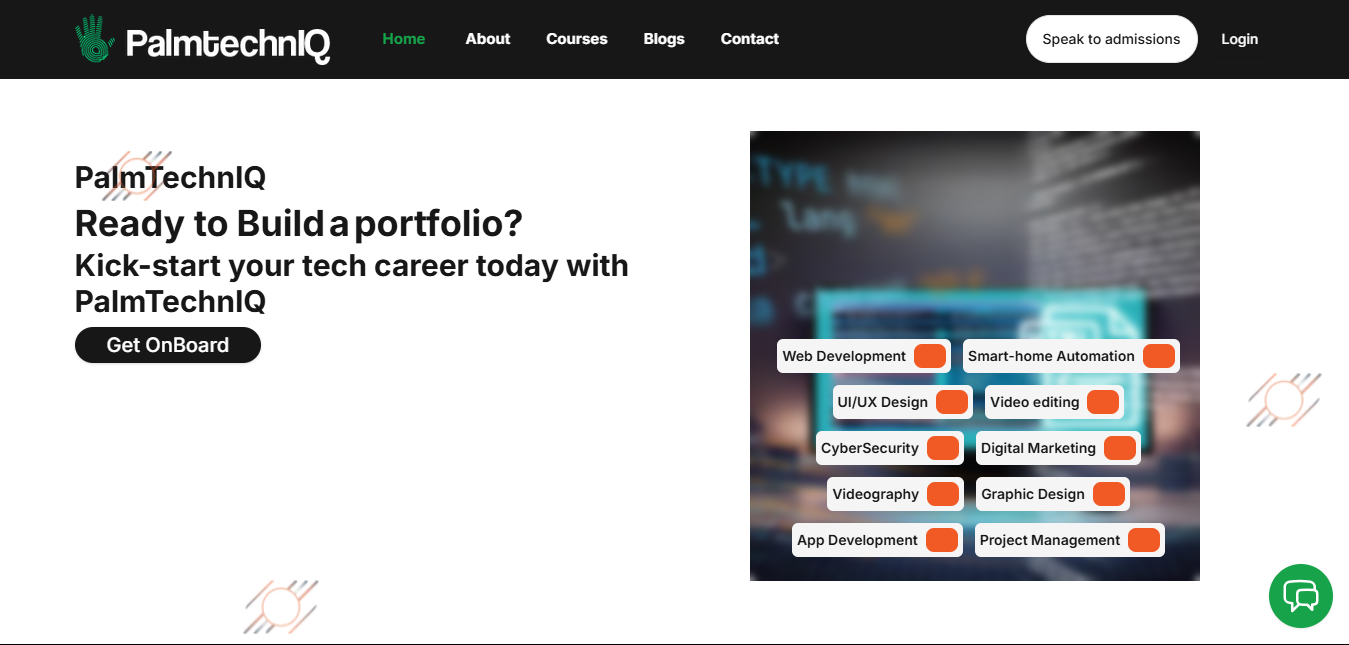 PalmtechnIQ
Home About Courses Blogs Contact
Speak to admissions
Login
PalmTechnIQ
Ready to Build a portfolio?
Kick-start your tech career today with
PalmTechnIQ
Get OnBoard
TYPE
lang
Web Development Smart-home Automation
UI/UX Design Video editing
CyberSecurity Digital Marketing
Videography Graphic Design
App Development Project Management